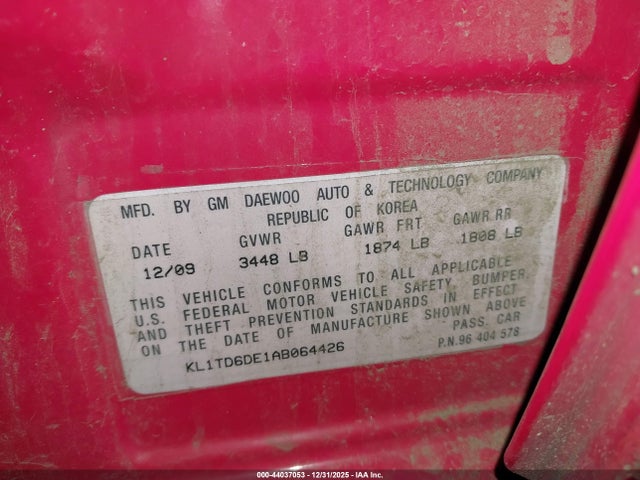 MFD. BY GM DAEWOO AUTO & TECHNOLOGY COMPANY
REPUBLIC OF KOREA
DATE GVWR GAWR FRT GAWR RR
12/09 3448 LB 1874 LB 1808 LB
THIS VEHICLE CONFORMS TO ALL APPLICABLE
U.S. FEDERAL MOTOR VEHICLE SAFETY, BUMPER,
AND THEFT PREVENTION STANDARDS IN EFFECT
ON THE DATE OF MANUFACTURE SHOWN ABOVE
PASS. CAR
KL1TD6DE1AB064426 P.N.96 404 578
000-44037053 - 12/31/2025 - IAA Inc.